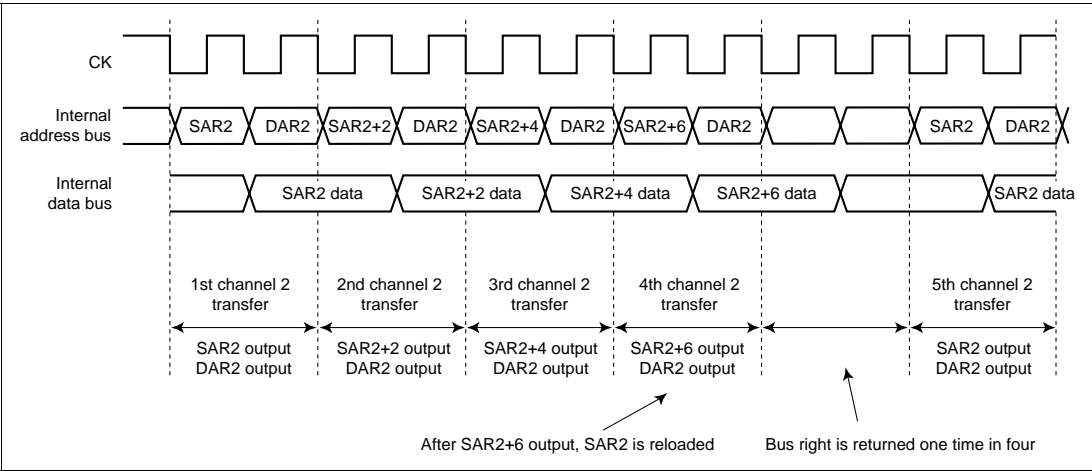 CK
Internal
address bus
SAR2 DAR2 SAR2+2 DAR2 SAR2+4 DAR2 SAR2+6 DAR2 SAR2 DAR2
Internal
data bus
SAR2 data SAR2+2 data SAR2+4 data SAR2+6 data SAR2 data
1st channel 2
transfer
2nd channel 2
transfer
3rd channel 2
transfer
4th channel 2
transfer
5th channel 2
transfer
SAR2 output
DAR2 output
SAR2+2 output
DAR2 output
SAR2+4 output
DAR2 output
SAR2+6 output
DAR2 output
SAR2 output
DAR2 output
After SAR2+6 output, SAR2 is reloaded
Bus right is returned one time in four